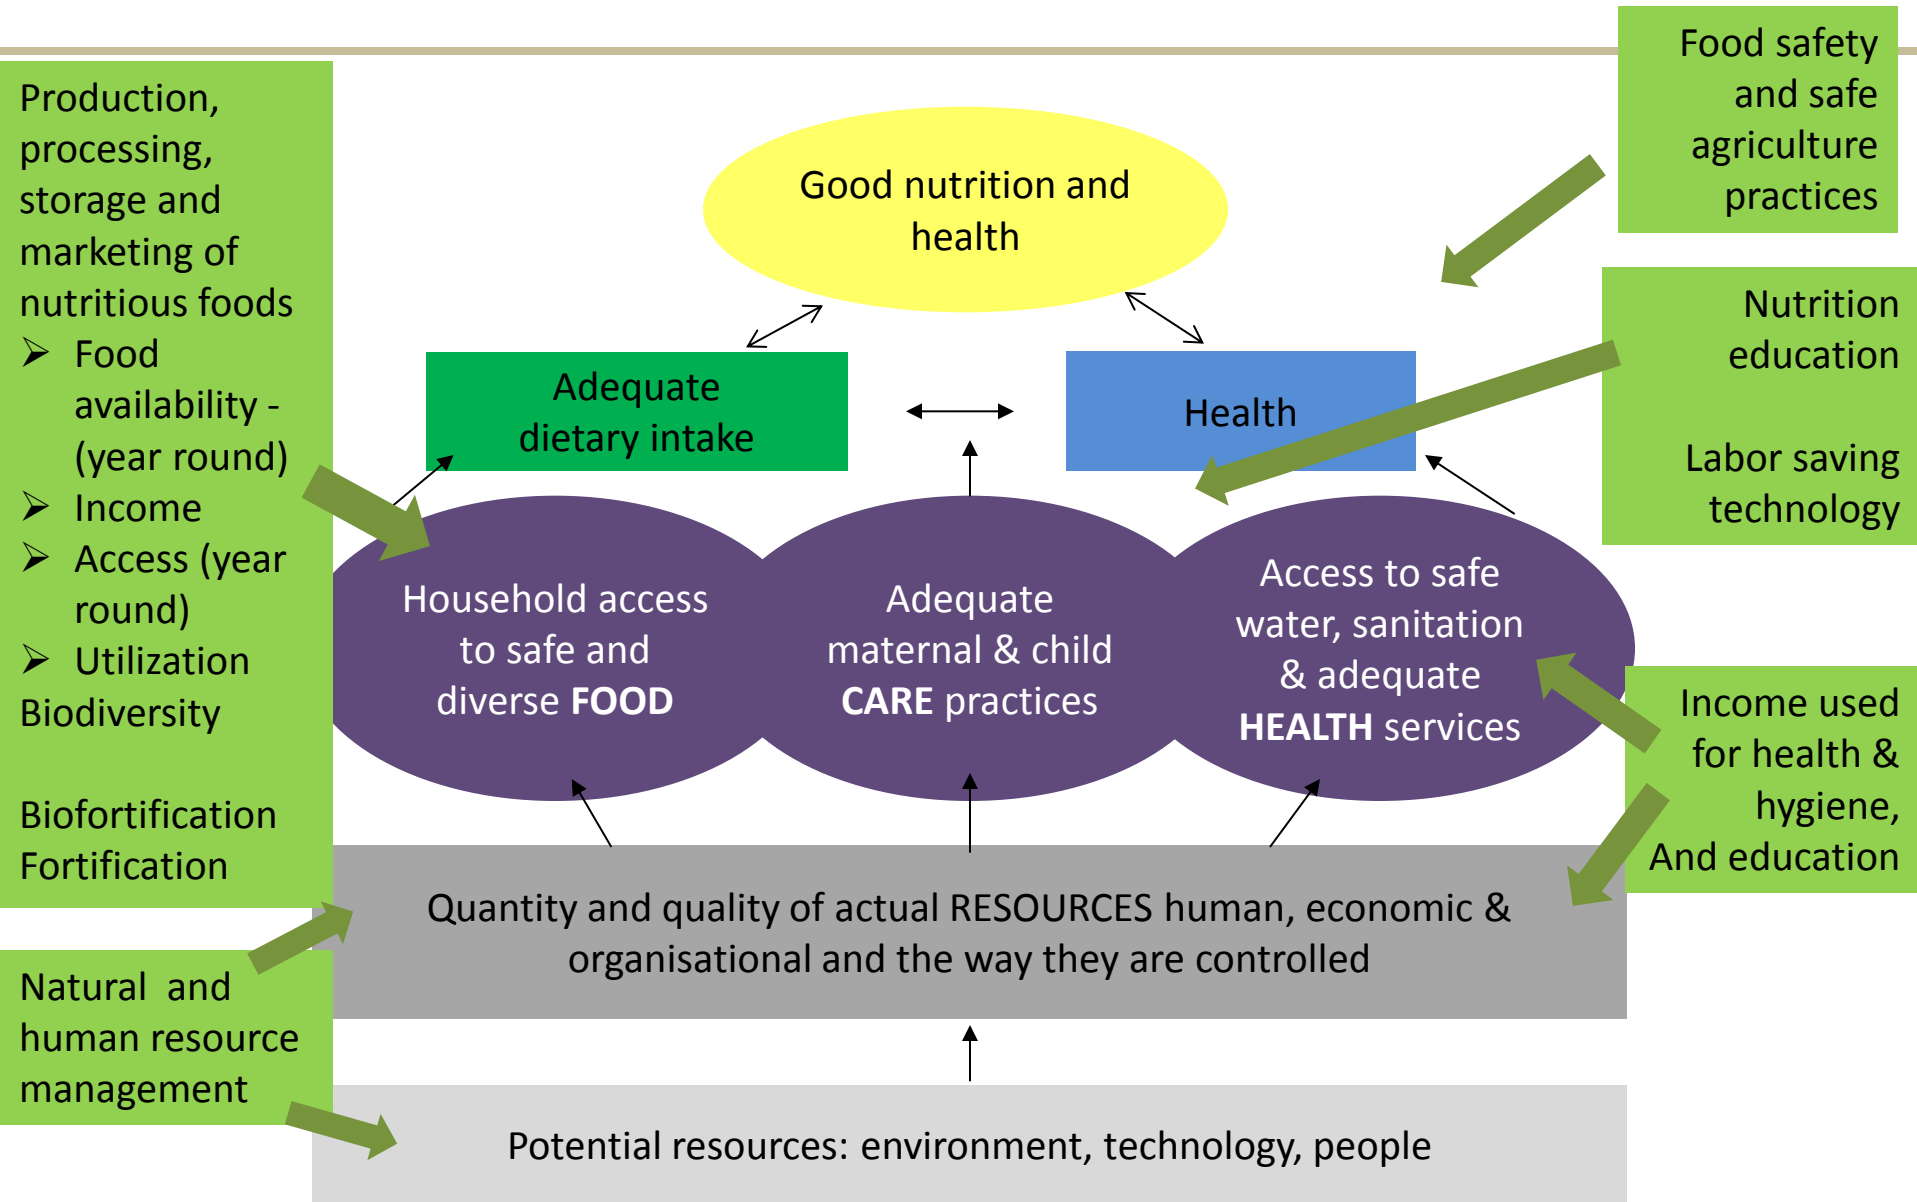 Production,
processing,
storage and
marketing of
nutritious foods
➢ Food
availability -
(year round)
➢ Income
➢ Access (year
round)
➢ Utilization
Biodiversity
Biofortification
Fortification
Natural and
human resource
management
Good nutrition and
health
Adequate
dietary intake
Health
Household access
to safe and
diverse FOOD
Adequate
maternal & child
CARE practices
Access to safe
water, sanitation
& adequate
HEALTH services
Quantity and quality of actual RESOURCES human, economic &
organisational and the way they are controlled
Potential resources: environment, technology, people
Food safety
and safe
agriculture
practices
Nutrition
education
Labor saving
technology
Income used
for health &
hygiene,
And education